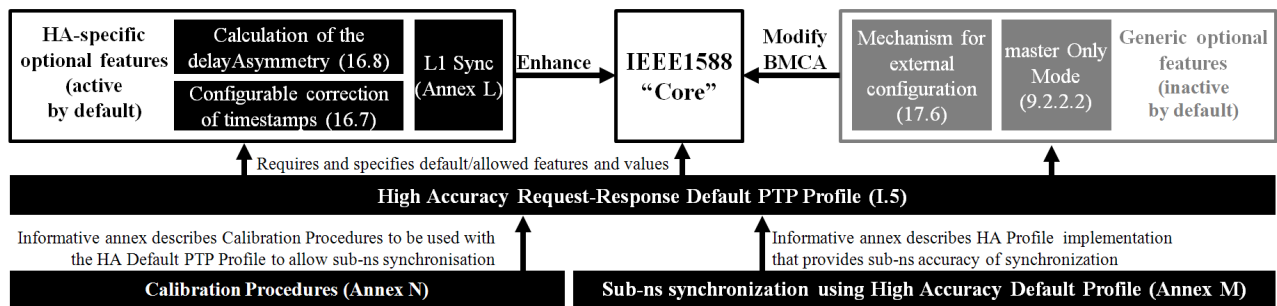 HA-specific
optional features
(active
by default)
Calculation of the
delayAsymmetry (16.8)
Configurable correction
of timestamps (16.7)
L1 Sync
(Annex L)
Enhance
IEEE1588
“Core”
Modify
BMCA
Mechanism for
external
configuration
(17.6)
master Only
Mode
(9.2.2.2)
Generic optional
features
(inactive
by default)
Requires and specifies default/allowed features and values
High Accuracy Request-Response Default PTP Profile (I.5)
Informative annex describes Calibration Procedures to be used with
the HA Default PTP Profile to allow sub-ns synchronisation
Informative annex describes HA Profile implementation
that provides sub-ns accuracy of synchronization
Calibration Procedures (Annex N)
Sub-ns synchronization using High Accuracy Default Profile (Annex M)